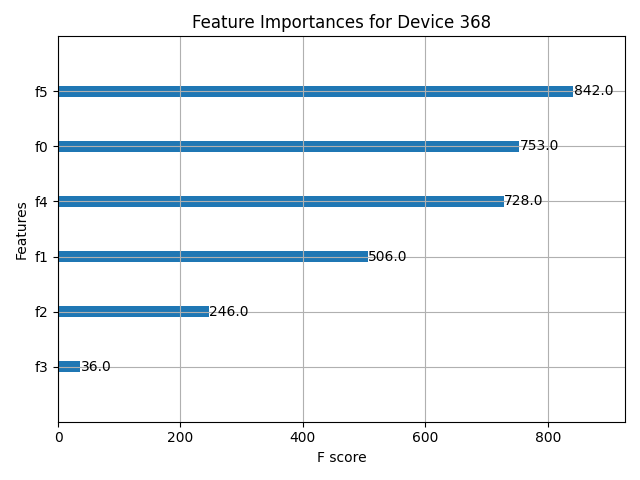 Feature Importances for Device 368
f5
842.0
f0
753.0
f4
728.0
f1
506.0
f2
246.0
f3
36.0
Features
0 200 400 600 800
F score